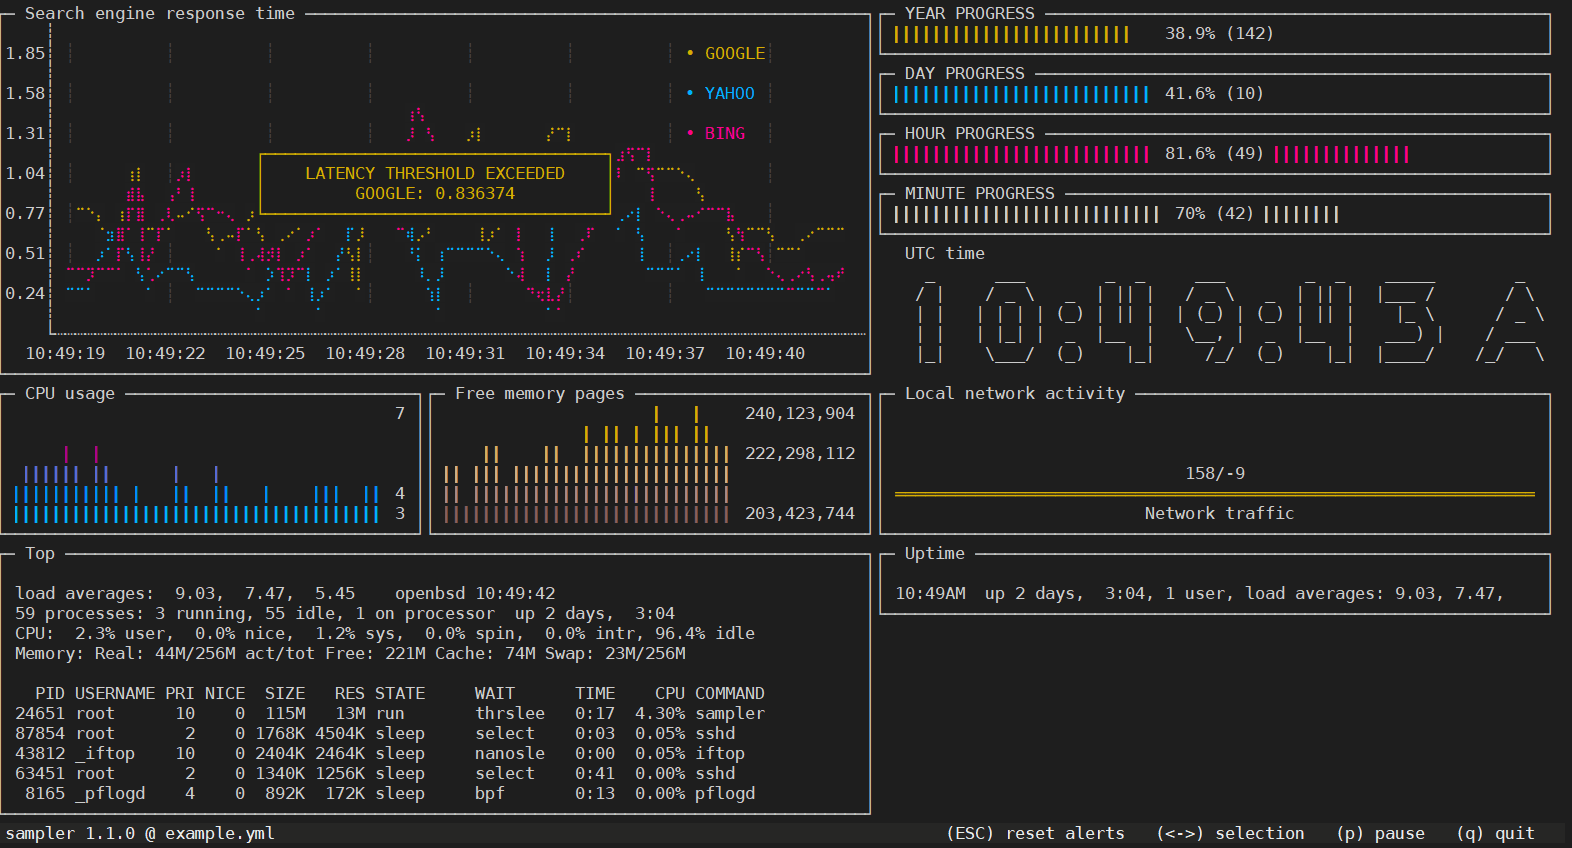 Search engine response time
1.85
1.58
1.31
1.04
0.77
0.51
0.24
• GOOGLE
• YAHOO
• BING
LATENCY THRESHOLD EXCEEDED
GOOGLE: 0.836374
10:49:19 10:49:22 10:49:25 10:49:28 10:49:31 10:49:34 10:49:37 10:49:40
YEAR PROGRESS
38.9% (142)
DAY PROGRESS
41.6% (10)
HOUR PROGRESS
81.6% (49)
MINUTE PROGRESS
70% (42)
UTC time
10:49:43 A
CPU usage
7
4
3
Free memory pages
240,123,904
222,298,112
203,423,744
Local network activity
158/-9
Network traffic
Top
load averages:  9.03,  7.47,  5.45    openbsd 10:49:42
59 processes: 3 running, 55 idle, 1 on processor  up 2 days,  3:04
CPU:  2.3% user,  0.0% nice,  1.2% sys,  0.0% spin,  0.0% intr, 96.4% idle
Memory: Real: 44M/256M act/tot Free: 221M Cache: 74M Swap: 23M/256M
PID USERNAME PRI NICE  SIZE   RES STATE     WAIT      TIME    CPU COMMAND
24651 root      10    0  115M   13M run       thrslee   0:17  4.30% sampler
87854 root       2    0 1768K 4504K sleep     select    0:03  0.05% sshd
43812 _iftop    10    0 2404K 2464K sleep     nanosle   0:00  0.05% iftop
63451 root       2    0 1340K 1256K sleep     select    0:41  0.00% sshd
8165 _pflogd    4    0  892K  172K sleep     bpf       0:13  0.00% pflogd
Uptime
10:49AM  up 2 days,  3:04, 1 user, load averages: 9.03, 7.47,
sampler 1.1.0 @ example.yml
(ESC) reset alerts   (<->) selection   (p) pause   (q) quit